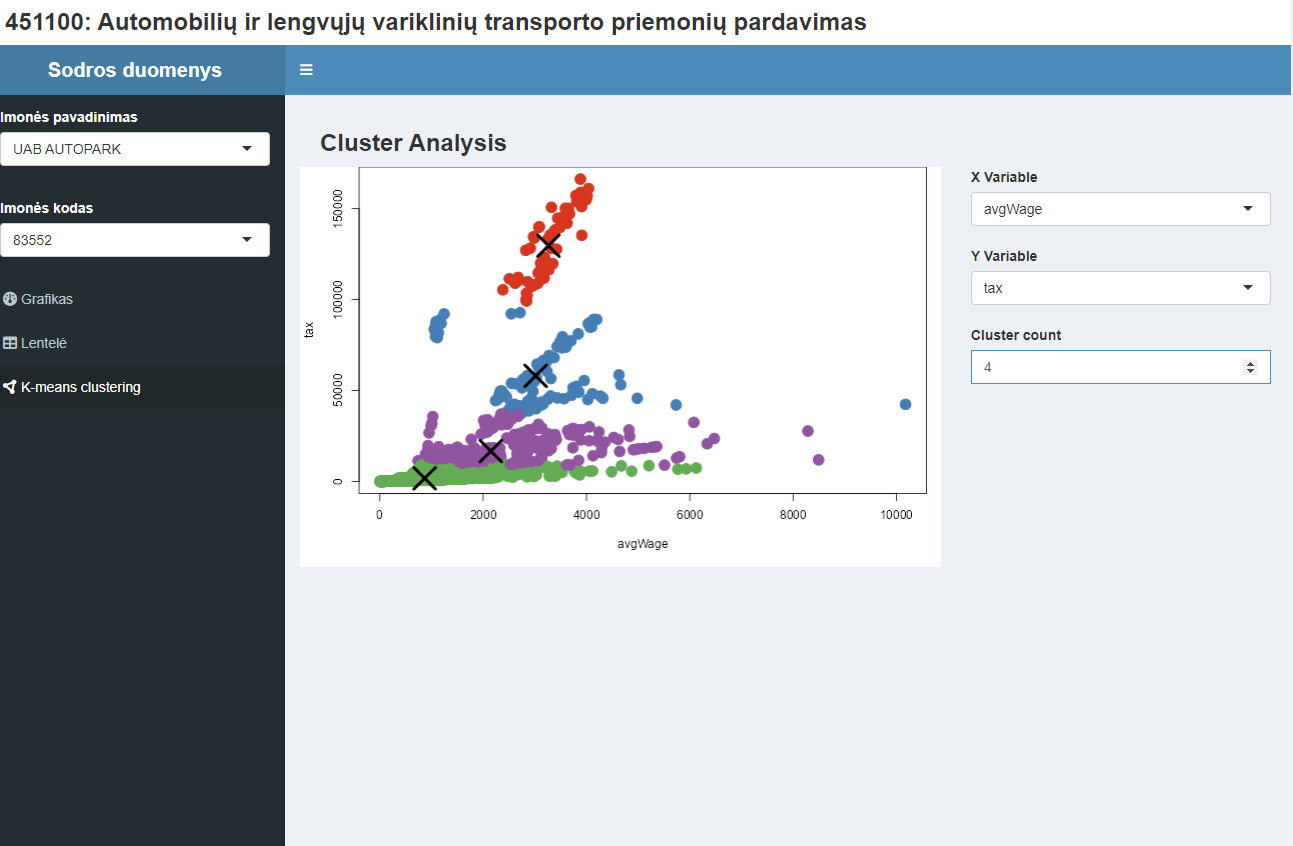 451100: Automobilių ir lengvųjų variklinių transporto priemonių pardavimas
Sodros duomenys
Imonės pavadinimas
UAB AUTOPARK
Imonės kodas
83552
Grafikas
Lentelė
K-means clustering
Cluster Analysis
tax
150000
100000
50000
0
0 2000 4000 6000 8000 10000
avgWage
X Variable
avgWage
Y Variable
tax
Cluster count
4